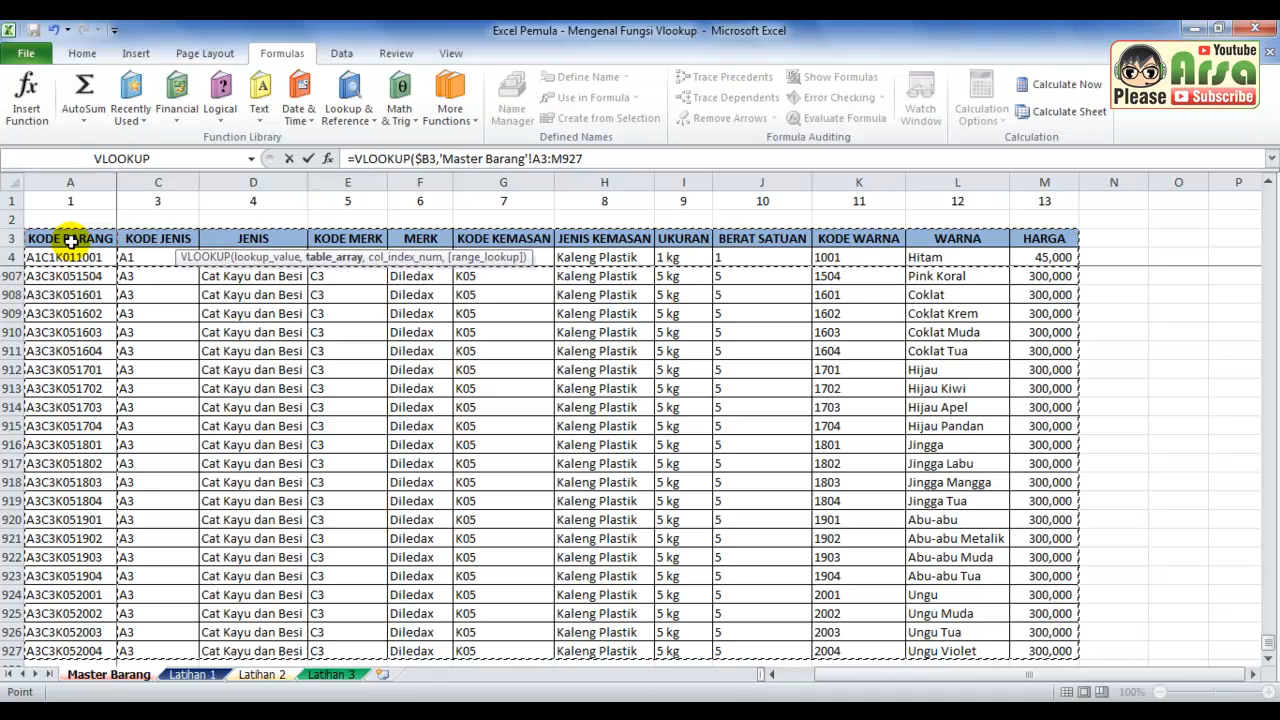 Excel Pemula - Mengenal Fungsi Vlookup - Microsoft Excel
Youtube
Arsa
Please Subscribe
File Home Insert Page Layout Formulas Data Review View
Insert Function
AutoSum
Recently Used
Financial
Logical
Text
Date & Time
Lookup & Reference
Math & Trig
More Functions
Name Manager
Define Name
Use in Formula
Create from Selection
Trace Precedents
Trace Dependents
Remove Arrows
Show Formulas
Error Checking
Evaluate Formula
Watch Window
Calculation Options
Calculate Now
Calculate Sheet
Function Library Defined Names Formula Auditing Calculation
VLOOKUP fx =VLOOKUP($B3,'Master Barang'!A3:M927
A C D E F G H I J K L M N O P
1 1 3 4 5 6 7 8 9 10 11 12 13
2
3 KODE BARANG KODE JENIS JENIS KODE MERK MERK KODE KEMASAN JENIS KEMASAN UKURAN BERAT SATUAN KODE WARNA WARNA HARGA
4 A1C1K011001 A1 VLOOKUP(lookup_value, table_array, col_index_num, [range_lookup]) Kaleng Plastik 1 kg 1 1001 Hitam 45,000
907 A3C3K051504 A3 Cat Kayu dan Besi C3 Diledax K05 Kaleng Plastik 5 kg 5 1504 Pink Koral 300,000
908 A3C3K051601 A3 Cat Kayu dan Besi C3 Diledax K05 Kaleng Plastik 5 kg 5 1601 Coklat 300,000
909 A3C3K051602 A3 Cat Kayu dan Besi C3 Diledax K05 Kaleng Plastik 5 kg 5 1602 Coklat Krem 300,000
910 A3C3K051603 A3 Cat Kayu dan Besi C3 Diledax K05 Kaleng Plastik 5 kg 5 1603 Coklat Muda 300,000
911 A3C3K051604 A3 Cat Kayu dan Besi C3 Diledax K05 Kaleng Plastik 5 kg 5 1604 Coklat Tua 300,000
912 A3C3K051701 A3 Cat Kayu dan Besi C3 Diledax K05 Kaleng Plastik 5 kg 5 1701 Hijau 300,000
913 A3C3K051702 A3 Cat Kayu dan Besi C3 Diledax K05 Kaleng Plastik 5 kg 5 1702 Hijau Kiwi 300,000
914 A3C3K051703 A3 Cat Kayu dan Besi C3 Diledax K05 Kaleng Plastik 5 kg 5 1703 Hijau Apel 300,000
915 A3C3K051704 A3 Cat Kayu dan Besi C3 Diledax K05 Kaleng Plastik 5 kg 5 1704 Hijau Pandan 300,000
916 A3C3K051801 A3 Cat Kayu dan Besi C3 Diledax K05 Kaleng Plastik 5 kg 5 1801 Jingga 300,000
917 A3C3K051802 A3 Cat Kayu dan Besi C3 Diledax K05 Kaleng Plastik 5 kg 5 1802 Jingga Labu 300,000
918 A3C3K051803 A3 Cat Kayu dan Besi C3 Diledax K05 Kaleng Plastik 5 kg 5 1803 Jingga Mangga 300,000
919 A3C3K051804 A3 Cat Kayu dan Besi C3 Diledax K05 Kaleng Plastik 5 kg 5 1804 Jingga Tua 300,000
920 A3C3K051901 A3 Cat Kayu dan Besi C3 Diledax K05 Kaleng Plastik 5 kg 5 1901 Abu-abu 300,000
921 A3C3K051902 A3 Cat Kayu dan Besi C3 Diledax K05 Kaleng Plastik 5 kg 5 1902 Abu-abu Metalik 300,000
922 A3C3K051903 A3 Cat Kayu dan Besi C3 Diledax K05 Kaleng Plastik 5 kg 5 1903 Abu-abu Muda 300,000
923 A3C3K051904 A3 Cat Kayu dan Besi C3 Diledax K05 Kaleng Plastik 5 kg 5 1904 Abu-abu Tua 300,000
924 A3C3K052001 A3 Cat Kayu dan Besi C3 Diledax K05 Kaleng Plastik 5 kg 5 2001 Ungu 300,000
925 A3C3K052002 A3 Cat Kayu dan Besi C3 Diledax K05 Kaleng Plastik 5 kg 5 2002 Ungu Muda 300,000
926 A3C3K052003 A3 Cat Kayu dan Besi C3 Diledax K05 Kaleng Plastik 5 kg 5 2003 Ungu Tua 300,000
927 A3C3K052004 A3 Cat Kayu dan Besi C3 Diledax K05 Kaleng Plastik 5 kg 5 2004 Ungu Violet 300,000
Master Barang Latihan 1 Latihan 2 Latihan 3
Point 100%